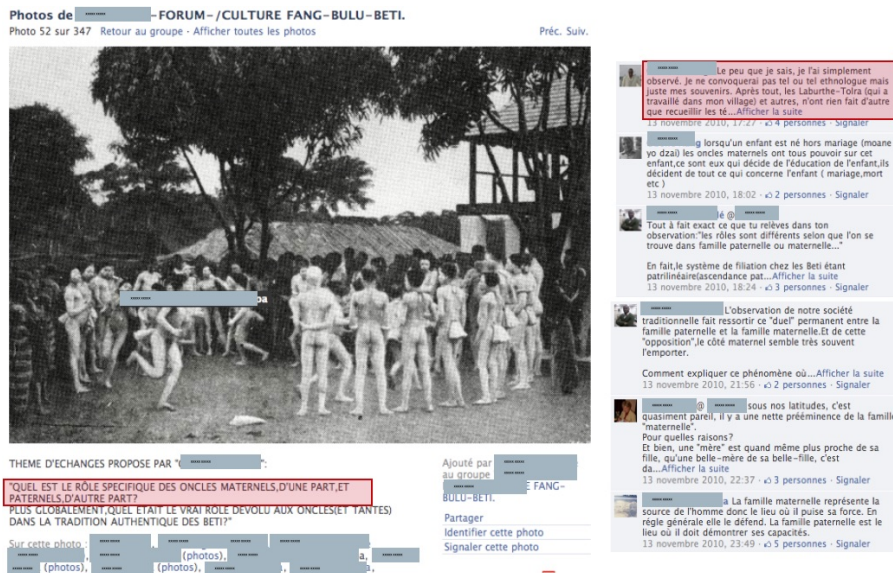 Photos de -FORUM-/CULTURE FANG-BULU-BETI.
Photo 52 sur 347 Retour au groupe · Afficher toutes les photos
Préc. Suiv.
THEME D'ECHANGES PROPOSE PAR "
":
"QUEL EST LE RÔLE SPECIFIQUE DES ONCLES MATERNELS,D'UNE PART,ET
PATERNELS,D'AUTRE PART?
PLUS GLOBALEMENT,QUEL ETAIT LE VRAI RÔLE DEVOLU AUX ONCLES(ET TANTES)
DANS LA TRADITION AUTHENTIQUE DES BETI?"
Sur cette photo :
(photos),
(photos), (photos),
Ajouté par
au groupe
FANG-
BULU-BETI.
Partager
Identifier cette photo
Signaler cette photo
Le peu que je sais, je l'ai simplement
observé. Je ne convoquerai pas tel ou tel ethnologue mais
juste mes souvenirs. Après tout, les Laburthe-Tolra (qui a
travaillé dans mon village) et autres, n'ont rien fait d'autre
que recueillir les té...Afficher la suite
13 novembre 2010, 17:27 · 4 personnes · Signaler
lorsqu'un enfant est né hors mariage (moane
yo dzai) les oncles maternels ont tous pouvoir sur cet
enfant,ce sont eux qui décide de l'éducation de l'enfant,ils
décident de tout ce qui concerne l'enfant ( mariage,mort
etc )
13 novembre 2010, 18:02 · 2 personnes · Signaler
@
Tout à fait exact ce que tu relèves dans ton
observation:"les rôles sont différents selon que l'on se
trouve dans famille paternelle ou maternelle..."
En fait,le système de filiation chez les Beti étant
patrilinéaire(ascendance pat...Afficher la suite
13 novembre 2010, 18:24 · 3 personnes · Signaler
L'observation de notre société
traditionnelle fait ressortir ce "duel" permanent entre la
famille paternelle et la famille maternelle.Et de cette
"opposition",le côté maternel semble très souvent
l'emporter.
Comment expliquer ce phénomène où...Afficher la suite
13 novembre 2010, 21:56 · 2 personnes · Signaler
@ sous nos latitudes, c'est
quasiment pareil, il y a une nette prééminence de la famille
"maternelle".
Pour quelles raisons?
Et bien, une "mère" est quand même plus proche de sa
fille, qu'une belle-mère de sa belle-fille, c'est
da...Afficher la suite
13 novembre 2010, 22:37 · 3 personnes · Signaler
La famille maternelle représente la
source de l'homme donc le lieu où il puise sa force. En
règle générale elle le défend. La famille paternelle est le
lieu où il doit démontrer ses capacités.
13 novembre 2010, 23:49 · 5 personnes · Signaler